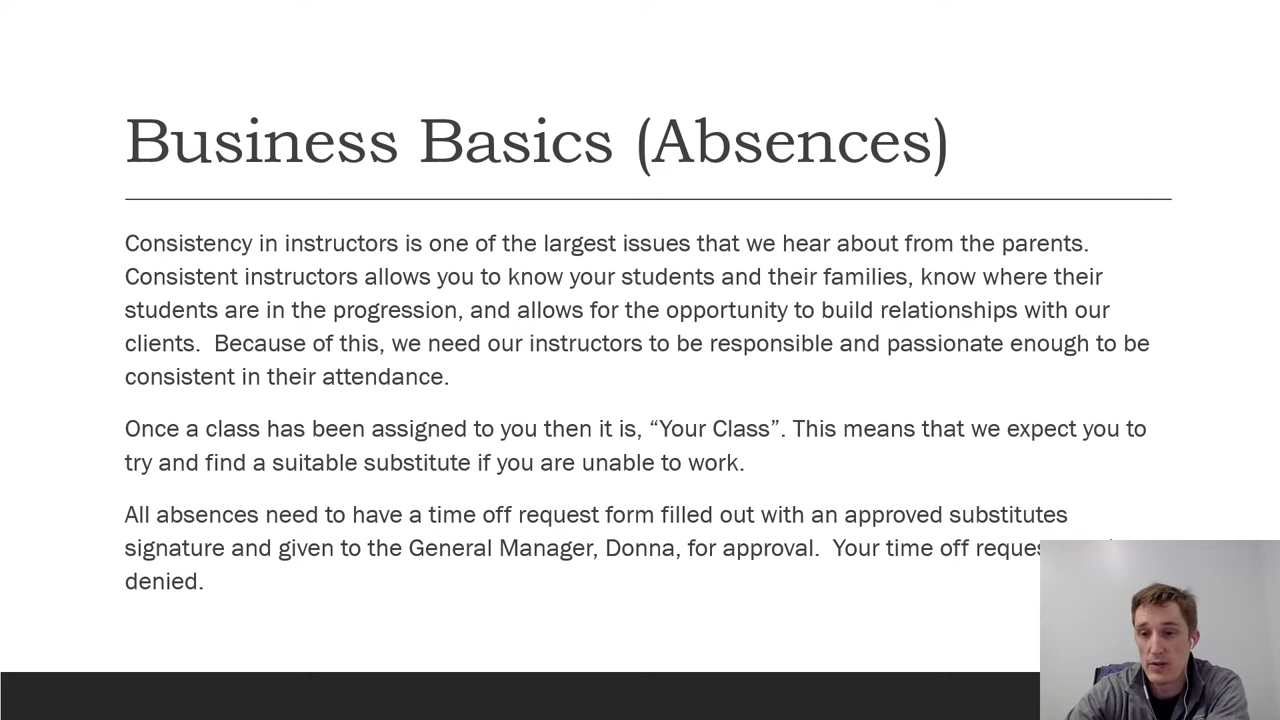 Business Basics (Absences)
Consistency in instructors is one of the largest issues that we hear about from the parents.
Consistent instructors allows you to know your students and their families, know where their
students are in the progression, and allows for the opportunity to build relationships with our
clients.  Because of this, we need our instructors to be responsible and passionate enough to be
consistent in their attendance.
Once a class has been assigned to you then it is, “Your Class”. This means that we expect you to
try and find a suitable substitute if you are unable to work.
All absences need to have a time off request form filled out with an approved substitutes
signature and given to the General Manager, Donna, for approval.  Your time off
denied.